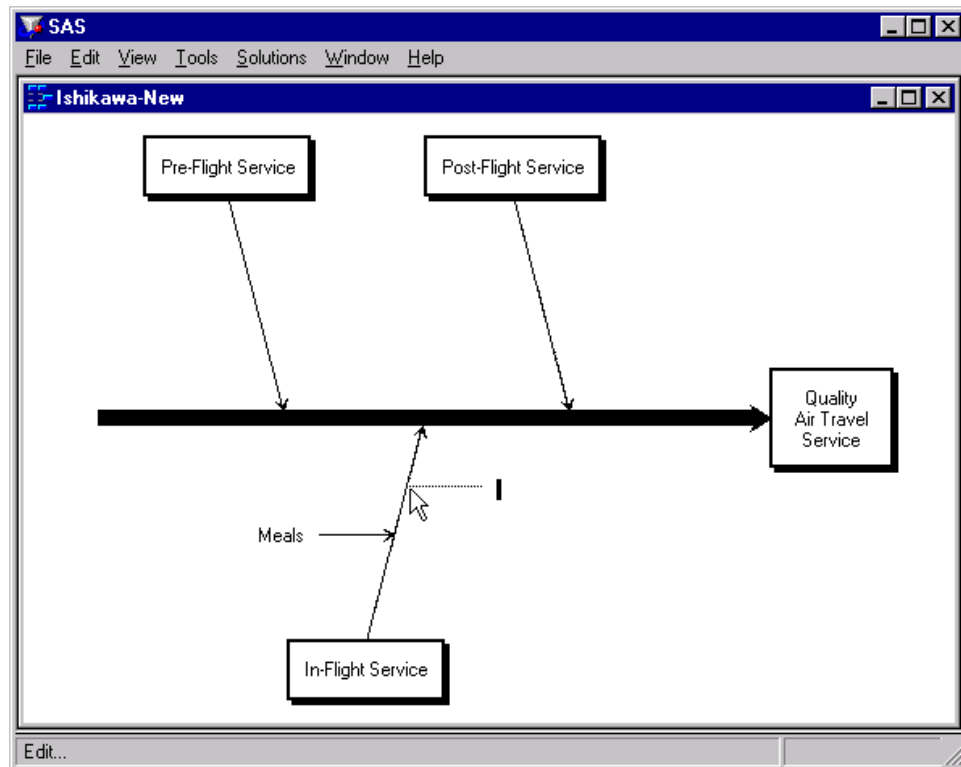 SAS
File Edit View Tools Solutions Window Help
Ishikawa-New
Pre-Flight Service
Post-Flight Service
Quality
Air Travel
Service
Meals
In-Flight Service
Edit...